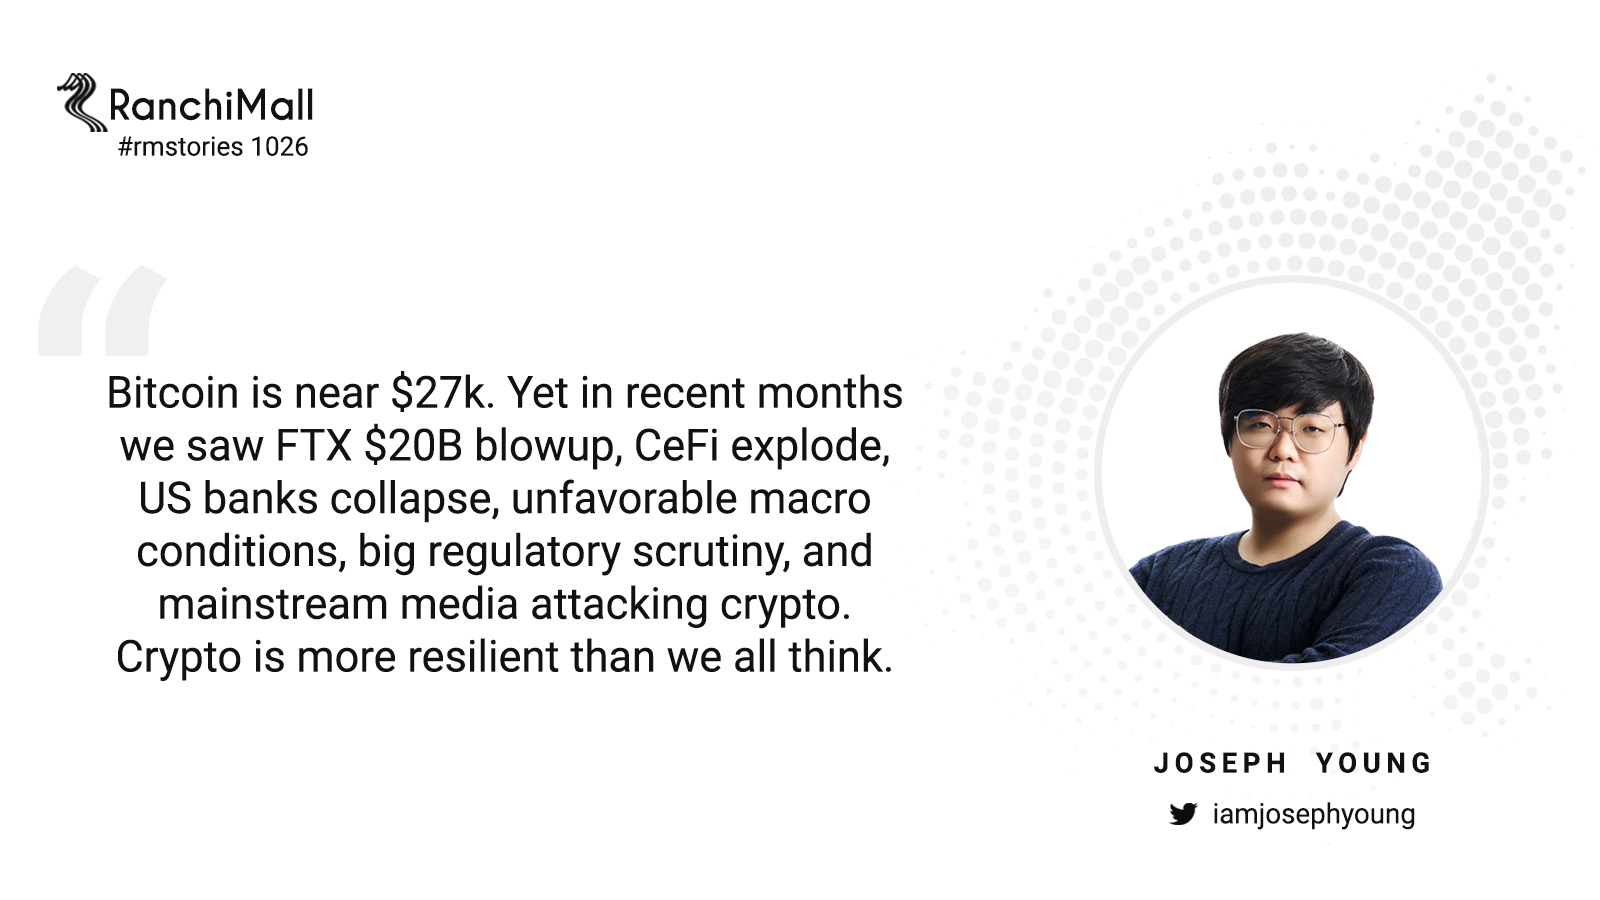 RanchiMall
#rmstories 1026
Bitcoin is near $27k. Yet in recent months
we saw FTX $20B blowup, CeFi explode,
US banks collapse, unfavorable macro
conditions, big regulatory scrutiny, and
mainstream media attacking crypto.
Crypto is more resilient than we all think.
JOSEPH YOUNG
iamjosephyoung